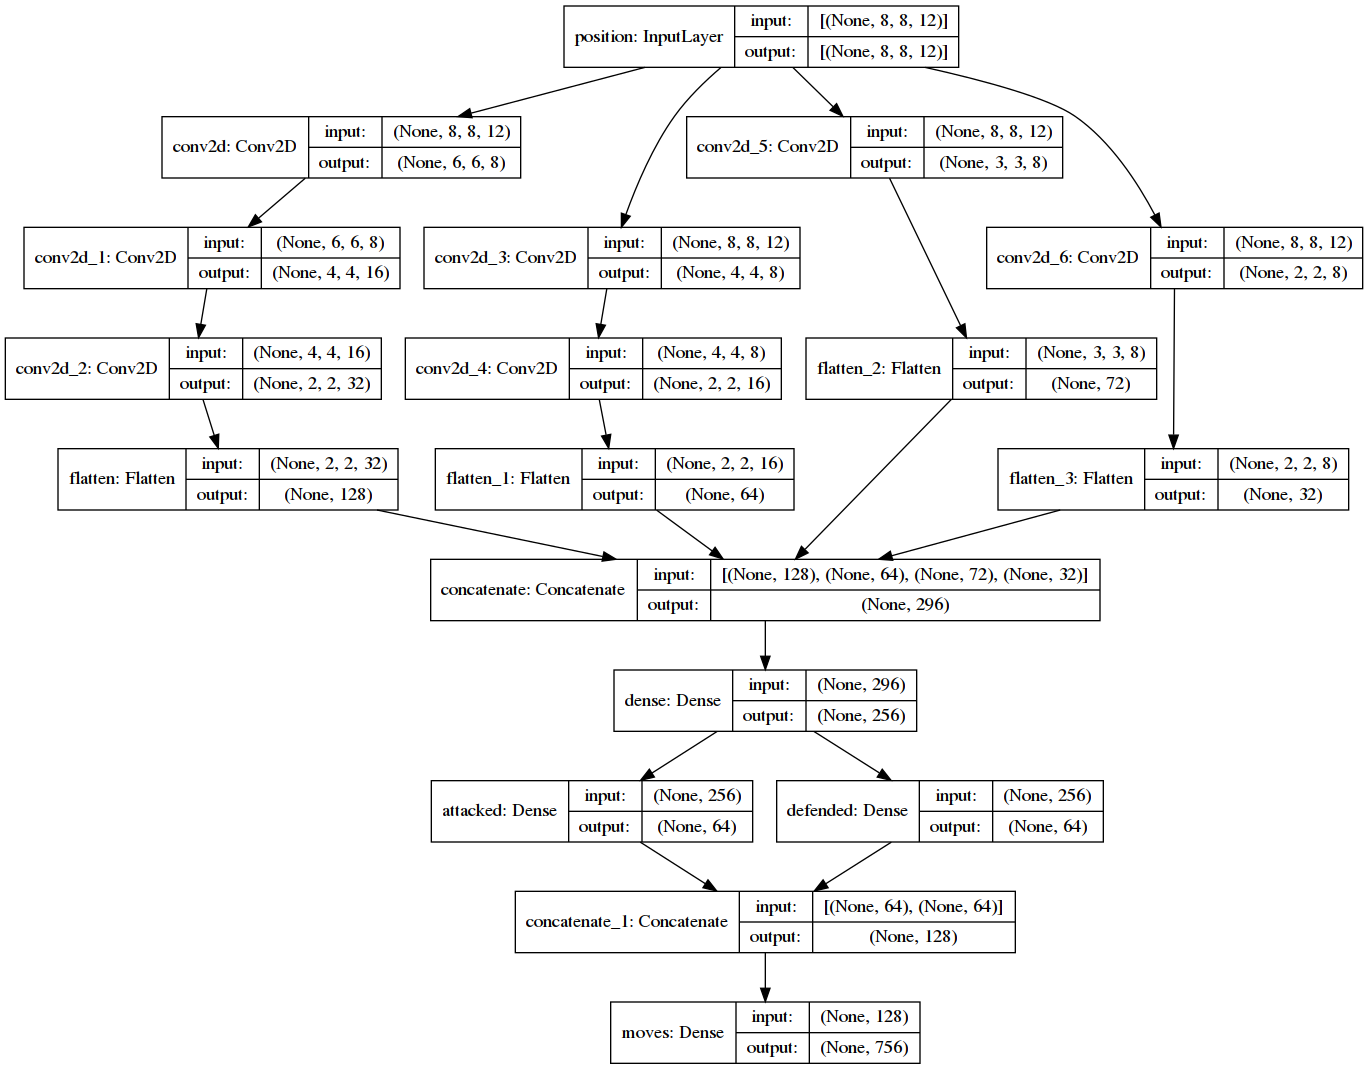 position: InputLayer
input: [(None, 8, 8, 12)]
output: [(None, 8, 8, 12)]
conv2d: Conv2D
input: (None, 8, 8, 12)
output: (None, 6, 6, 8)
conv2d_5: Conv2D
input: (None, 8, 8, 12)
output: (None, 3, 3, 8)
conv2d_1: Conv2D
input: (None, 6, 6, 8)
output: (None, 4, 4, 16)
conv2d_3: Conv2D
input: (None, 8, 8, 12)
output: (None, 4, 4, 8)
conv2d_6: Conv2D
input: (None, 8, 8, 12)
output: (None, 2, 2, 8)
conv2d_2: Conv2D
input: (None, 4, 4, 16)
output: (None, 2, 2, 32)
conv2d_4: Conv2D
input: (None, 4, 4, 8)
output: (None, 2, 2, 16)
flatten_2: Flatten
input: (None, 3, 3, 8)
output: (None, 72)
flatten: Flatten
input: (None, 2, 2, 32)
output: (None, 128)
flatten_1: Flatten
input: (None, 2, 2, 16)
output: (None, 64)
flatten_3: Flatten
input: (None, 2, 2, 8)
output: (None, 32)
concatenate: Concatenate
input: [(None, 128), (None, 64), (None, 72), (None, 32)]
output: (None, 296)
dense: Dense
input: (None, 296)
output: (None, 256)
attacked: Dense
input: (None, 256)
output: (None, 64)
defended: Dense
input: (None, 256)
output: (None, 64)
concatenate_1: Concatenate
input: [(None, 64), (None, 64)]
output: (None, 128)
moves: Dense
input: (None, 128)
output: (None, 756)